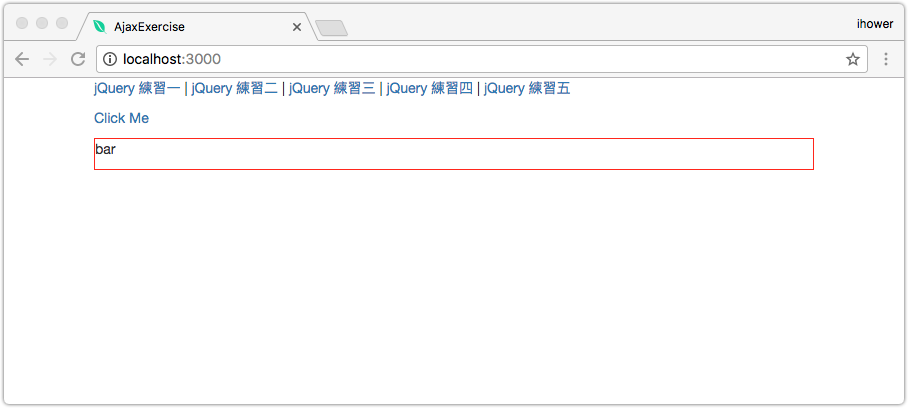 AjaxExercise
ihower
localhost:3000
jQuery 練習一 | jQuery 練習二 | jQuery 練習三 | jQuery 練習四 | jQuery 練習五
Click Me
bar